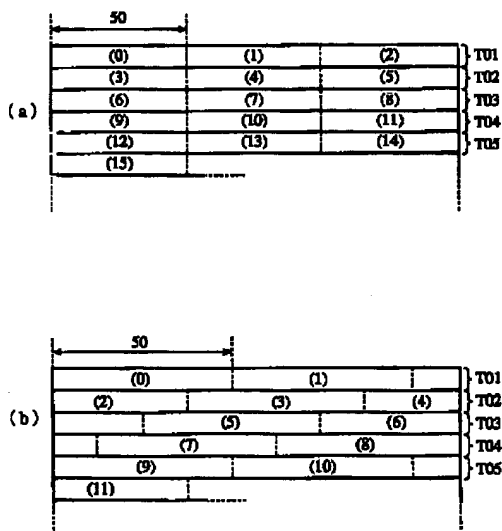 50
(0) (1) (2) T01
(3) (4) (5) T02
(a) (6) (7) (8) T03
(9) (10) (11) T04
(12) (13) (14) T05
(15)
50
(0) (1) T01
(b) (2) (3) (4) T02
(5) (6) T03
(7) (8) T04
(9) (10) T05
(11)